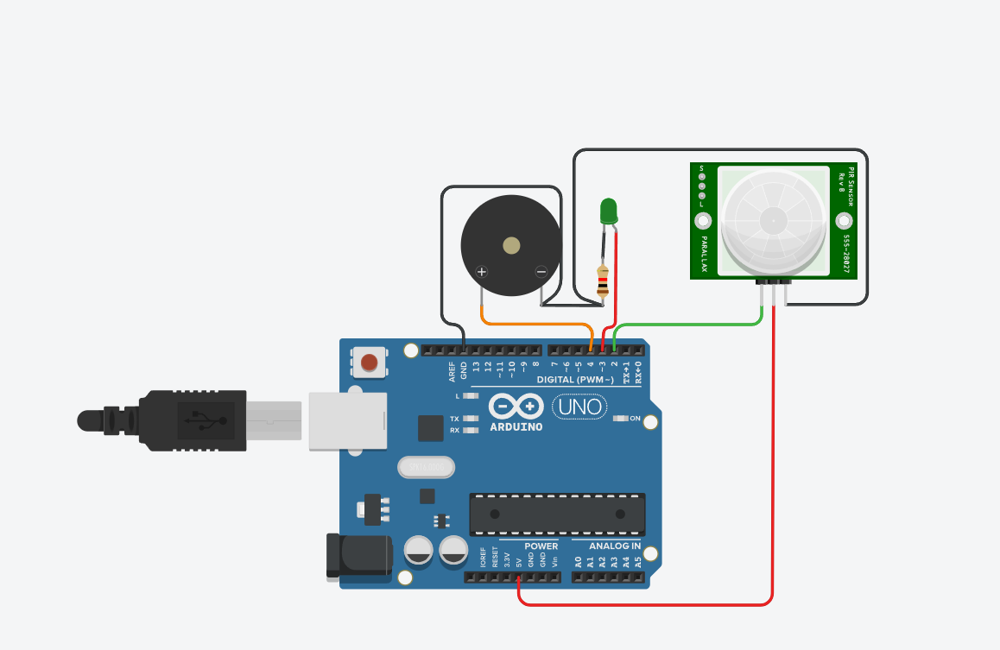 S
L
PIR SENSOR
Rev B
PARALLAX
555-28027
AREF
GND
13
12
~11
~10
~9
8
7
~6
~5
4
~3
2
TX→1
RX←0
DIGITAL (PWM~)
L
TX
RX
ARDUINO
UNO
ON
POWER
ANALOG IN
IOREF
RESET
3.3V
5V
GND
GND
Vin
A0
A1
A2
A3
A4
A5